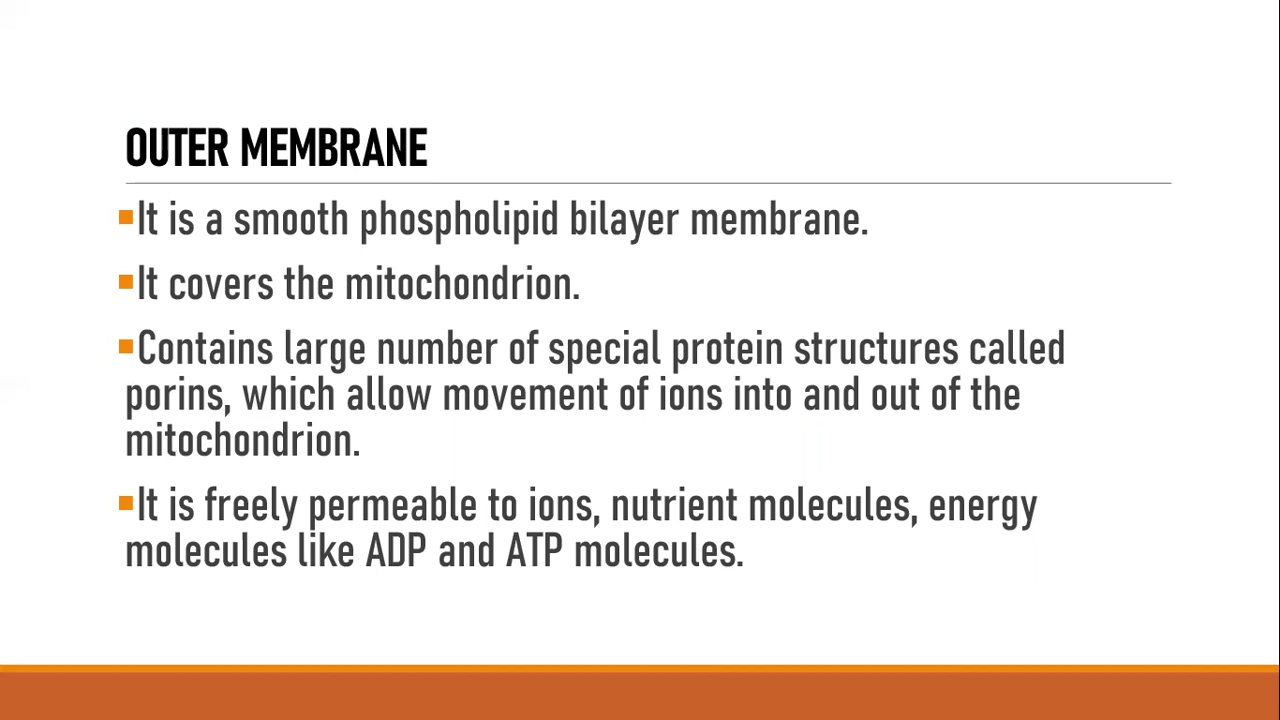 OUTER MEMBRANE
▪It is a smooth phospholipid bilayer membrane.
▪It covers the mitochondrion.
▪Contains large number of special protein structures called
porins, which allow movement of ions into and out of the
mitochondrion.
▪It is freely permeable to ions, nutrient molecules, energy
molecules like ADP and ATP molecules.